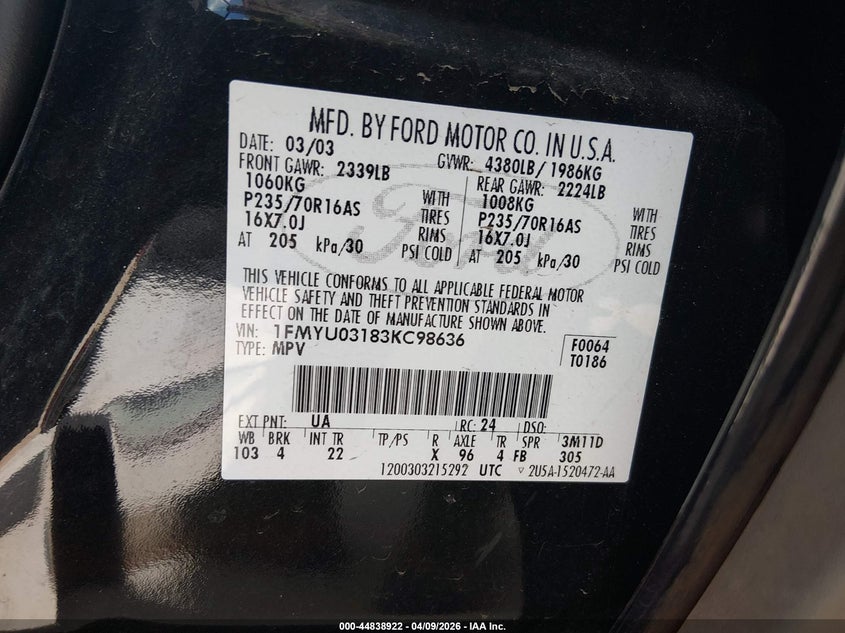 MFD. BY FORD MOTOR CO. IN U.S.A.
DATE: 03/03 GVWR: 4380LB/ 1986KG
FRONT GAWR: 2339LB REAR GAWR: 2224LB
1060KG WITH 1008KG WITH
P235/70R16AS TIRES P235/70R16AS TIRES
16X7.0J RIMS 16X7.0J RIMS
AT 205 kPa/30 PSI COLD AT 205 kPa/30 PSI COLD
Ford
THIS VEHICLE CONFORMS TO ALL APPLICABLE FEDERAL MOTOR
VEHICLE SAFETY AND THEFT PREVENTION STANDARDS IN
EFFECT ON THE DATE OF MANUFACTURE SHOWN ABOVE.
VIN: 1FMYU03183KC98636 F0064
TYPE: MPV T0186
EXT PNT: UA RC: 24 DSO:
WB BRK INT TR TP/PS R AXLE TR SPR 3M11D
103 4 22 X 96 4 FB 305
1200303215292 UTC ▽ 2U5A-1520472-AA
000-44838922 - 04/09/2026 - IAA Inc.